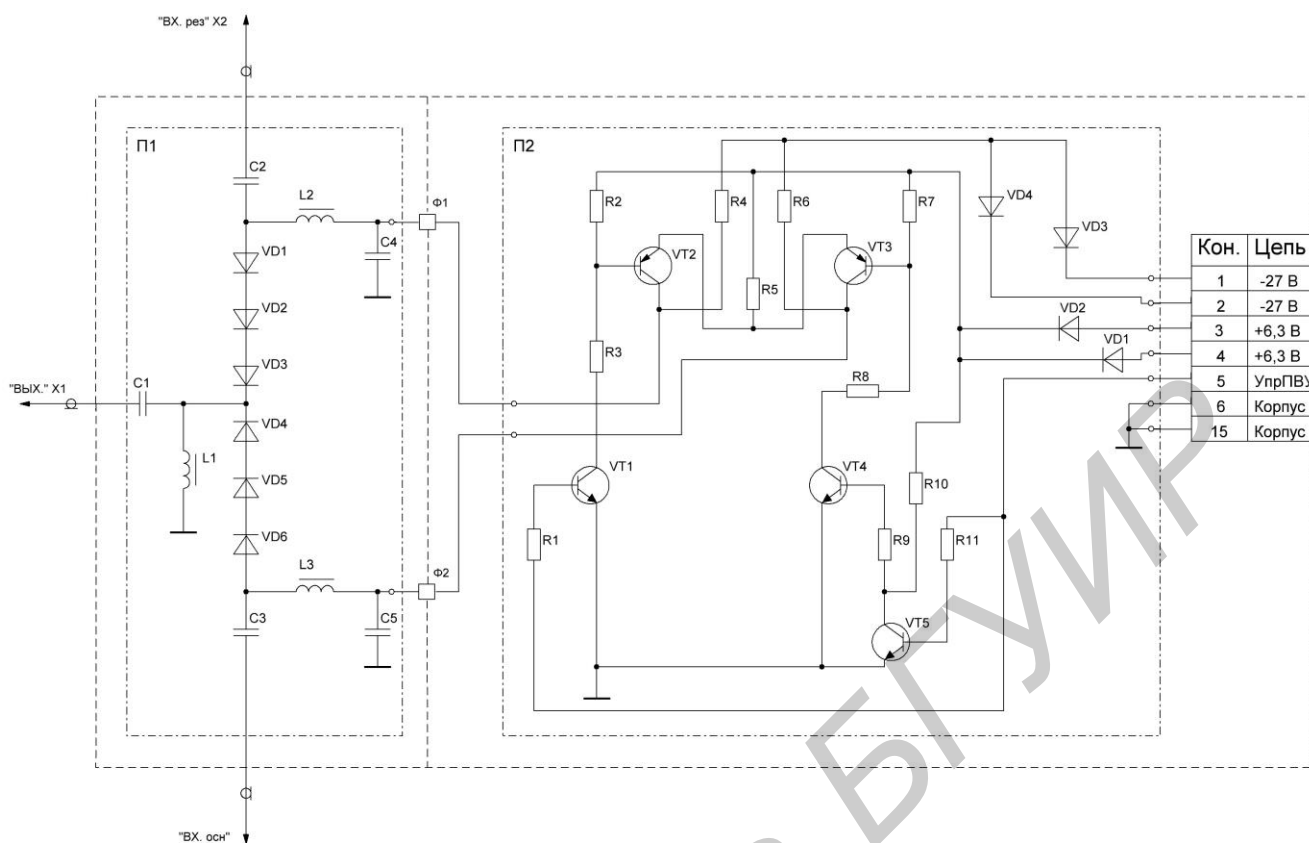 "ВХ. рез" X2
П1
C2
L2
Ф1
C4
VD1
VD2
VD3
"ВЫХ." X1
C1
L1
VD4
VD5
VD6
L3
Ф2
C3
C5
"ВХ. осн"
П2
R2
R4
R6
R7
VD4
VD3
VT2
VT3
R5
VD2
VD1
R3
R8
VT1
VT4
R10
R1
R9
R11
VT5
Кон. Цепь
1 -27 В
2 -27 В
3 +6,3 В
4 +6,3 В
5 УпрПВУ
6 Корпус
15 Корпус
БГУИР